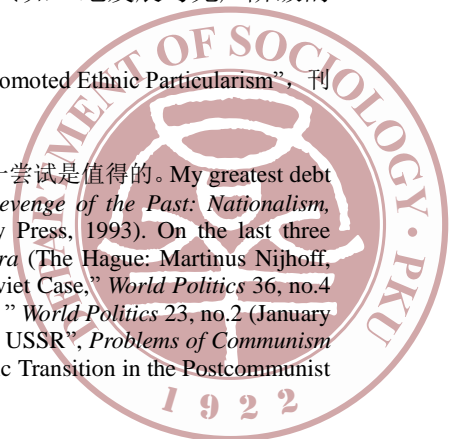 omoted Ethnic Particularism”，刊
一尝试是值得的。My greatest debt
evenge of the Past: Nationalism,
y Press, 1993). On the last three
ra (The Hague: Martinus Nijhoff,
viet Case,” World Politics 36, no.4
” World Politics 23, no.2 (January
USSR”, Problems of Communism
ic Transition in the Postcommunist
DEPARTMENT OF SOCIOLOGY · PKU
1922